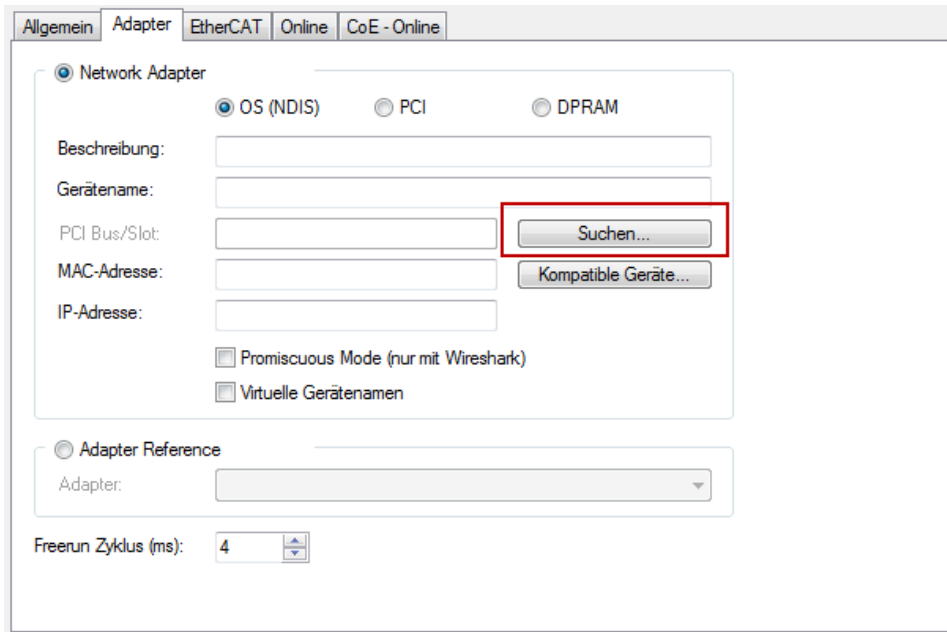 Allgemein Adapter EtherCAT Online CoE - Online
Network Adapter
OS (NDIS) PCI DPRAM
Beschreibung:
Gerätename:
PCI Bus/Slot: Suchen...
MAC-Adresse: Kompatible Geräte...
IP-Adresse:
Promiscuous Mode (nur mit Wireshark)
Virtuelle Gerätenamen
Adapter Reference
Adapter:
Freerun Zyklus (ms): 4